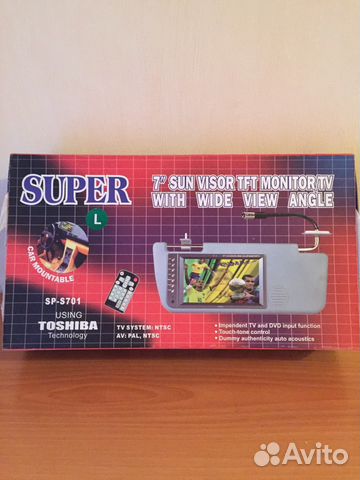 SUPER
7" SUN VISOR TFT MONITOR/TV
WITH WIDE VIEW ANGLE
L
CAR MOUNTABLE
SP-S701
USING
TOSHIBA
Technology
TV SYSTEM: NTSC
AV: PAL, NTSC
• Impendent TV and DVD input function
• Touch-tone control
• Dummy authenticity auto acoustics
Avito